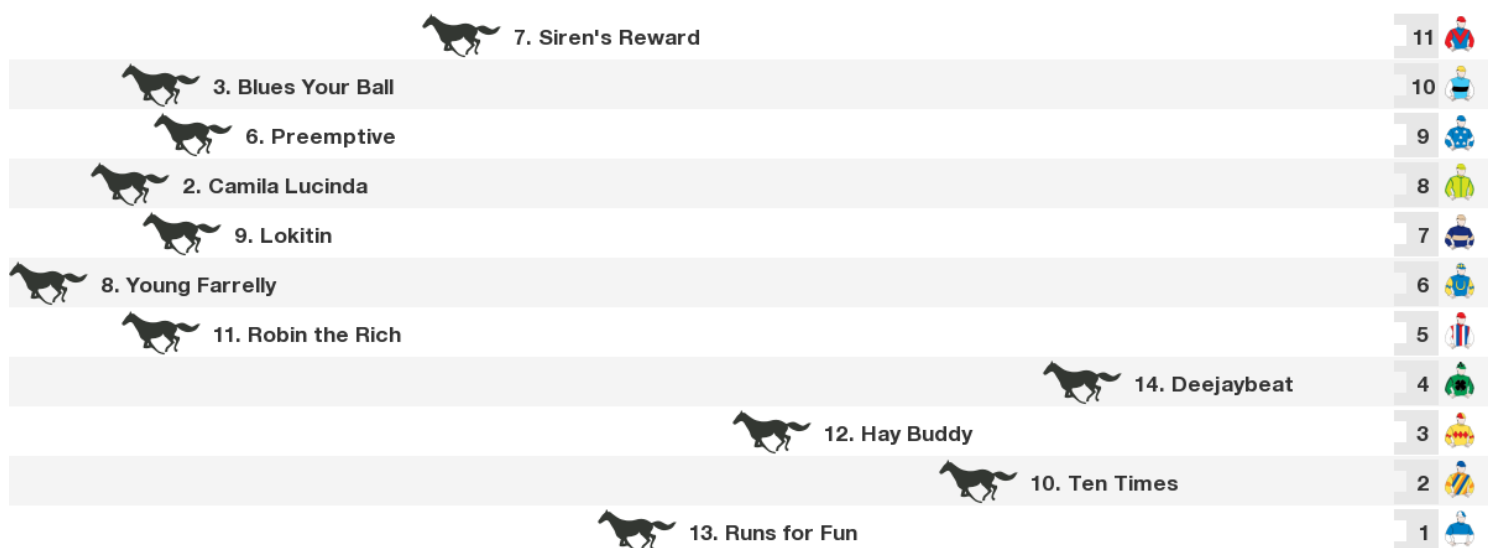 7. Siren's Reward 11
3. Blues Your Ball 10
6. Preemptive 9
2. Camila Lucinda 8
9. Lokitin 7
8. Young Farrelly 6
11. Robin the Rich 5
14. Deejaybeat 4
12. Hay Buddy 3
10. Ten Times 2
13. Runs for Fun 1